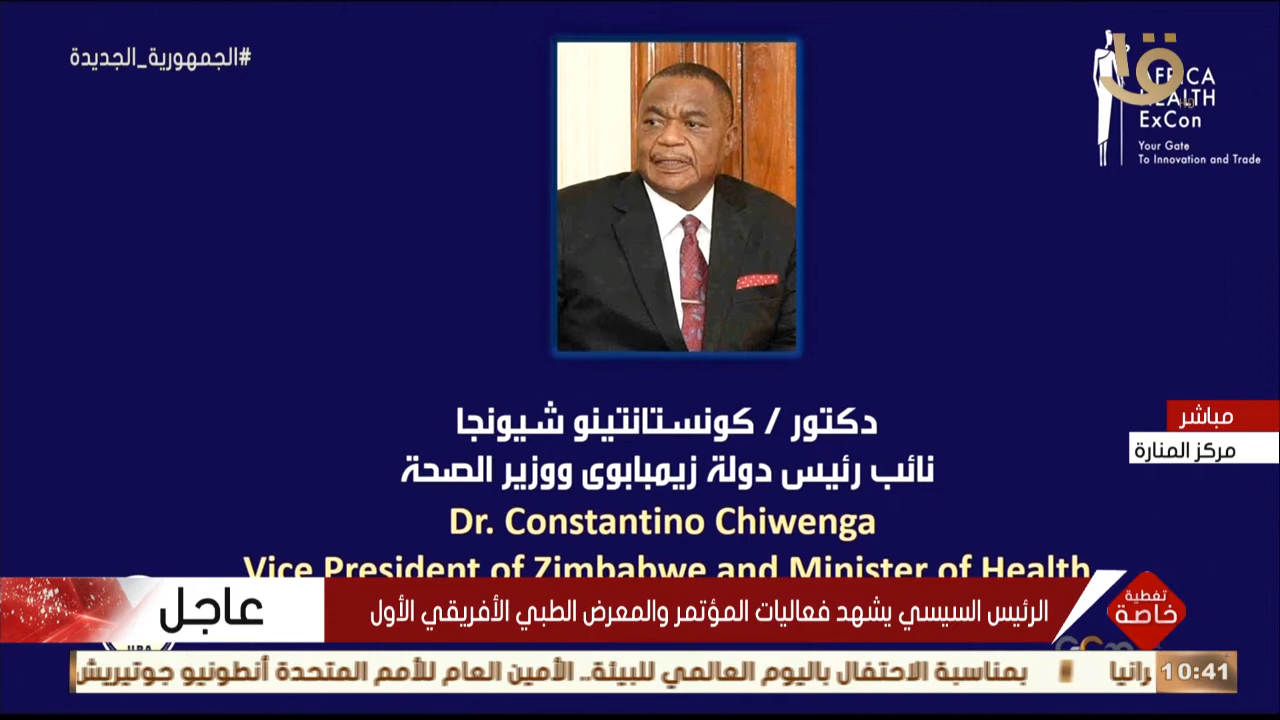 #الجمهورية_الجديدة
AFRICA
HEALTH
ExCon
Your Gate
To Innovation and Trade
دكتور / كونستانتينو شيونجا
نائب رئيس دولة زيمبابوى ووزير الصحة
Dr. Constantino Chiwenga
Vice President of Zimbabwe and Minister of Health
مباشر
مركز المنارة
تغطية
خاصة
عاجل
الرئيس السيسي يشهد فعاليات المؤتمر والمعرض الطبي الأفريقي الأول
بمناسبة الاحتفال باليوم العالمي للبيئة.. الأمين العام للأمم المتحدة أنطونيو جوتيريش
10:41